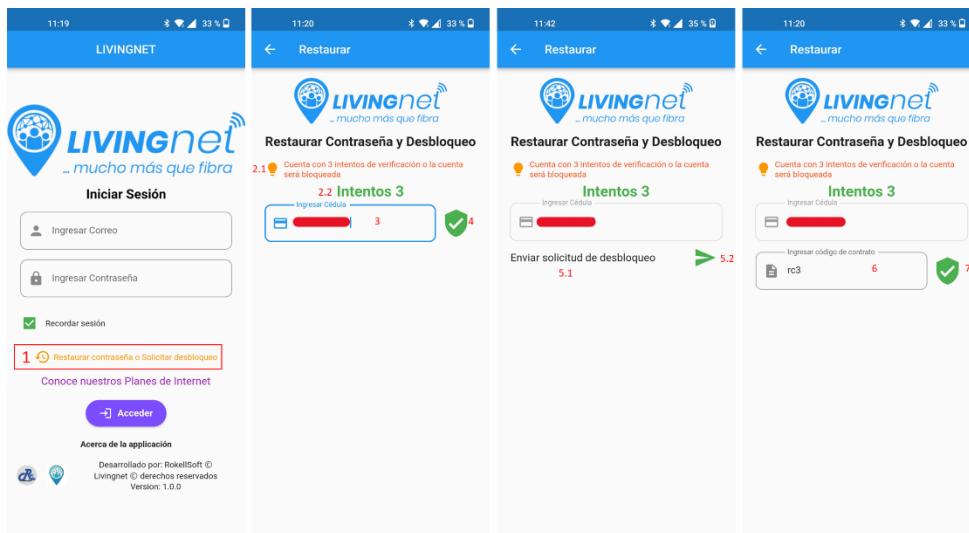 11:19
33 %
LIVINGNET
LIVINGnet
... mucho más que fibra
Iniciar Sesión
Ingresar Correo
Ingresar Contraseña
Recordar sesión
1 Restaurar contraseña o Solicitar desbloqueo
Conoce nuestros Planes de Internet
Acceder
Acerca de la aplicación
Desarrollado por: RokellSoft ©
Livingnet © derechos reservados
Version: 1.0.0
11:20
33 %
Restaurar
LIVINGnet
... mucho más que fibra
Restaurar Contraseña y Desbloqueo
2.1 Cuenta con 3 intentos de verificación o la cuenta
será bloqueada
2.2 Intentos 3
Ingresar Cédula
3
4
11:42
35 %
Restaurar
LIVINGnet
... mucho más que fibra
Restaurar Contraseña y Desbloqueo
Cuenta con 3 intentos de verificación o la cuenta
será bloqueada
Intentos 3
Ingresar Cédula
Enviar solicitud de desbloqueo
5.1
5.2
11:20
33 %
Restaurar
LIVINGnet
... mucho más que fibra
Restaurar Contraseña y Desbloqueo
Cuenta con 3 intentos de verificación o la cuenta
será bloqueada
Intentos 3
Ingresar Cédula
Ingresar código de contrato
rc3
6
7